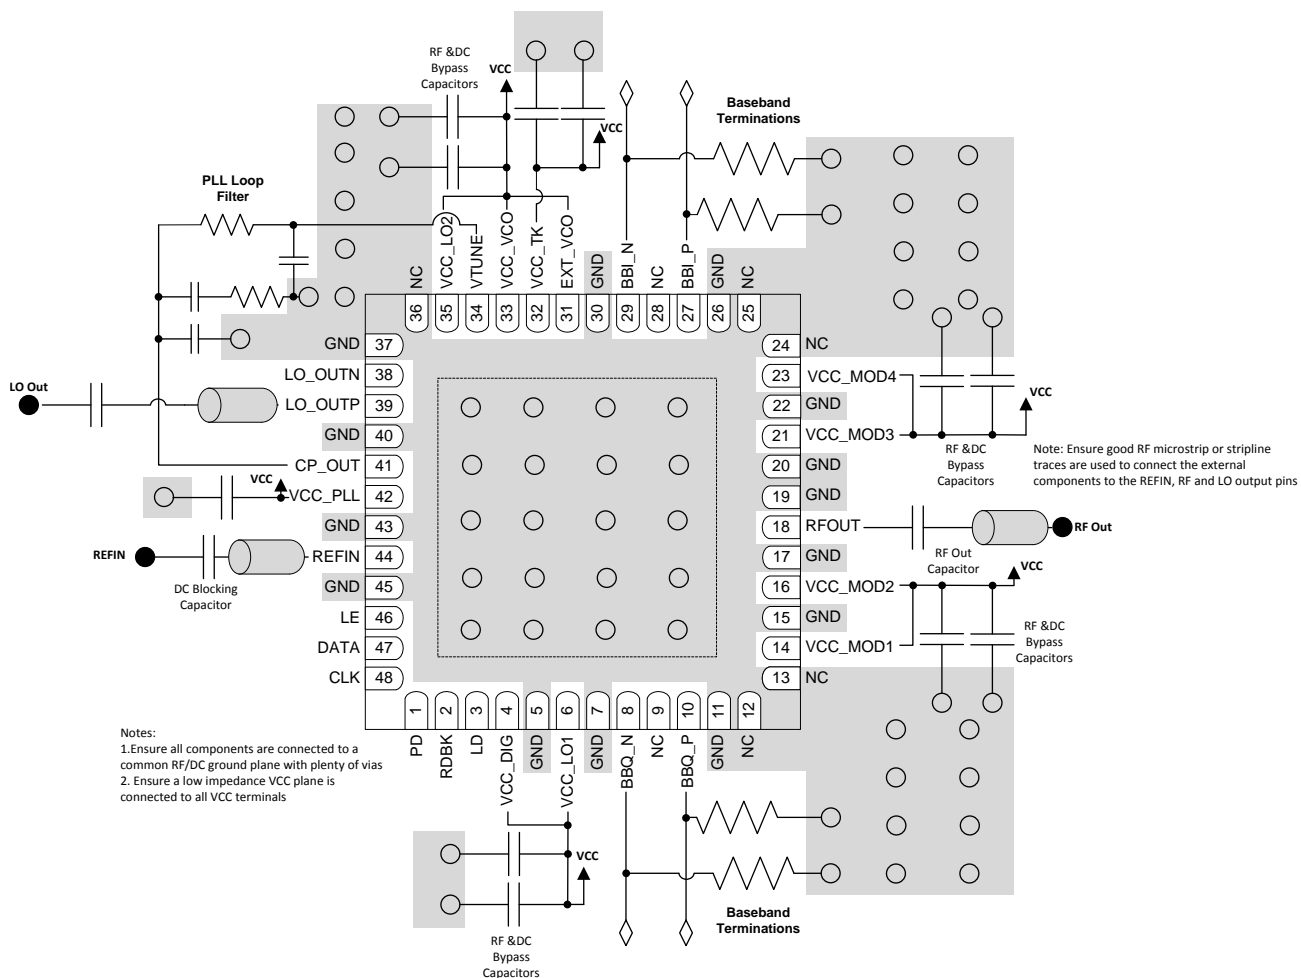 RF &DC
Bypass
Capacitors
VCC
VCC
Baseband
Terminations
PLL Loop
Filter
NC
VCC_LO2
VTUNE
VCC_VCO
VCC_TK
EXT_VCO
GND
BBI_N
NC
BBI_P
GND
NC
36
35
34
33
32
31
30
29
28
27
26
25
GND
37
LO_OUTN
38
LO Out
LO_OUTP
39
GND
40
CP_OUT
41
VCC
VCC_PLL
42
GND
43
REFIN
REFIN
44
DC Blocking
Capacitor
GND
45
LE
46
DATA
47
CLK
48
24
NC
23
VCC_MOD4
22
GND
VCC
21
VCC_MOD3
RF &DC
Bypass
Capacitors
Note: Ensure good RF microstrip or stripline
traces are used to connect the external
components to the REFIN, RF and LO output pins
20
GND
19
GND
18
RFOUT
RF Out
RF Out
Capacitor
17
GND
VCC
16
VCC_MOD2
15
GND
RF &DC
Bypass
Capacitors
14
VCC_MOD1
13
NC
1
2
3
4
5
6
7
8
9
10
11
12
PD
RDBK
LD
VCC_DIG
GND
VCC_LO1
GND
BBQ_N
NC
BBQ_P
GND
NC
Notes:
1.Ensure all components are connected to a
common RF/DC ground plane with plenty of vias
2. Ensure a low impedance VCC plane is
connected to all VCC terminals
VCC
Baseband
Terminations
RF &DC
Bypass
Capacitors